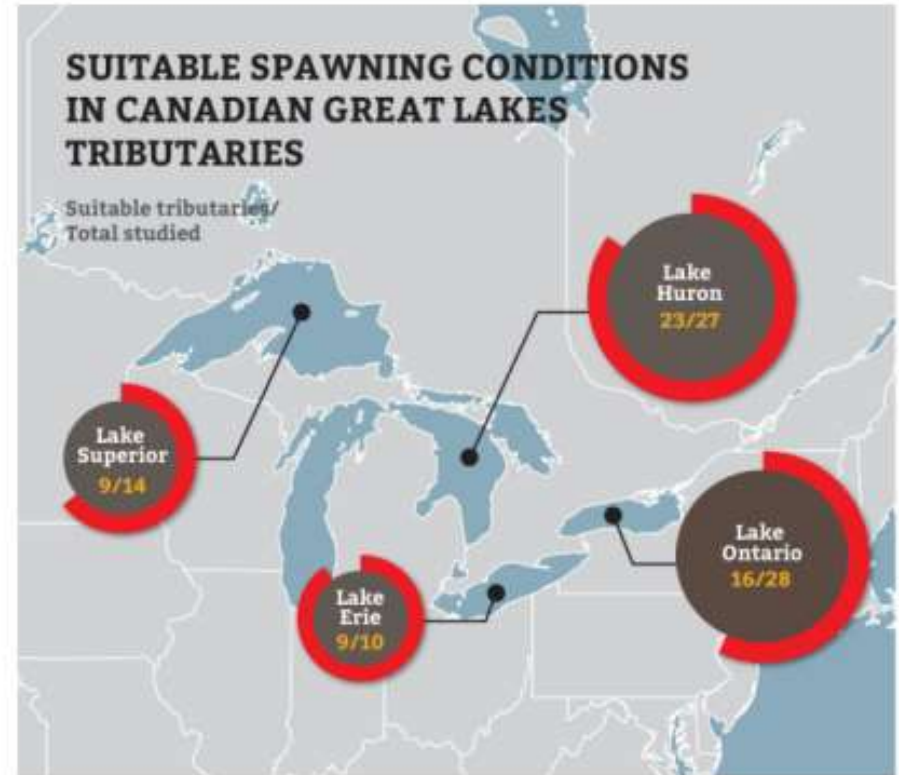 SUITABLE SPAWNING CONDITIONS
IN CANADIAN GREAT LAKES
TRIBUTARIES
Suitable tributaries/
Total studied
Lake
Huron
23/27
Lake
Superior
9/14
Lake
Ontario
16/28
Lake
Erie
9/10